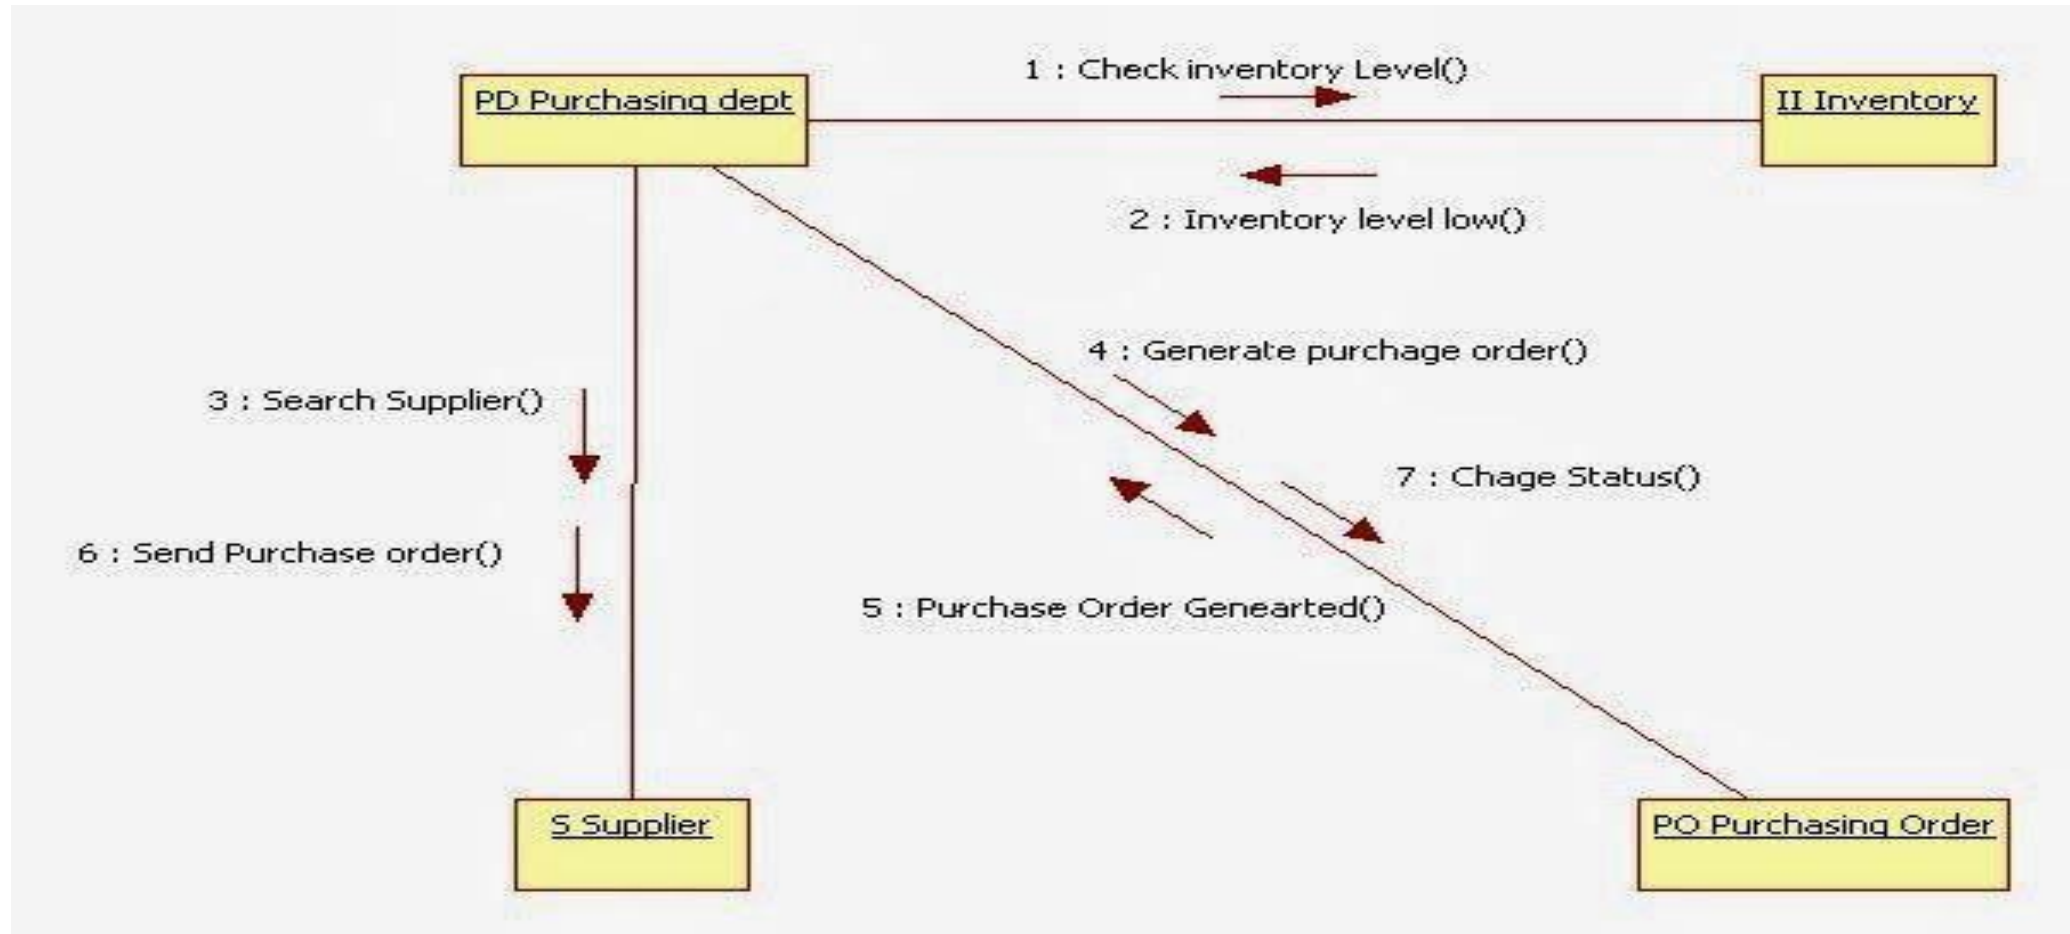 1 : Check inventory Level()
PD Purchasing dept
II Inventory
2 : Inventory level low()
4 : Generate purchage order()
3 : Search Supplier()
7 : Chage Status()
6 : Send Purchase order()
5 : Purchase Order Genearted()
S Supplier
PO Purchasing Order